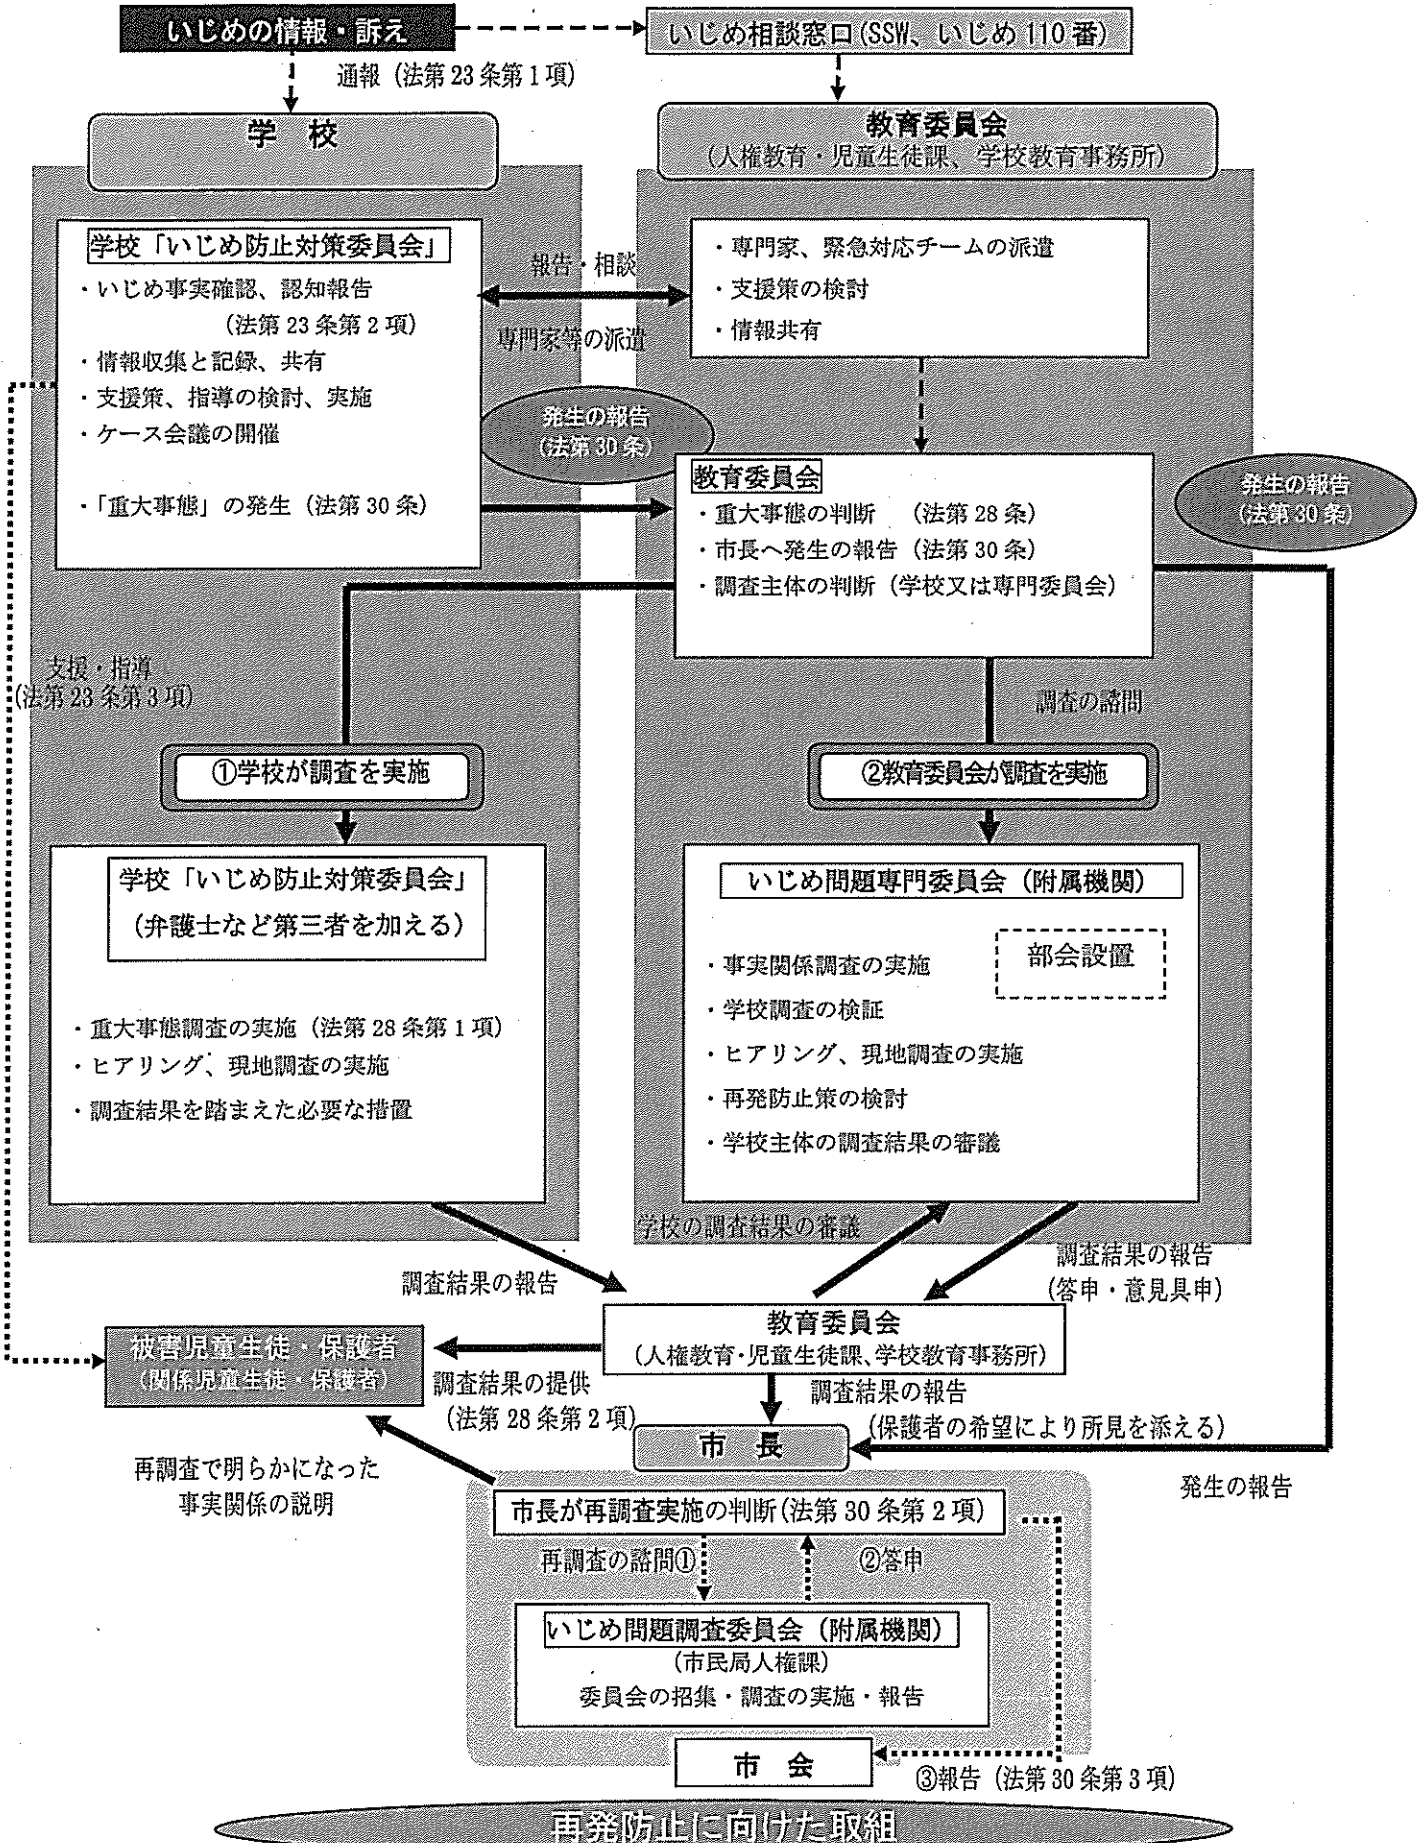 いじめの情報・訴え
いじめ相談窓口(SSW、いじめ110番)
通報（法第23条第1項）
学　校
教育委員会
（人権教育・児童生徒課、学校教育事務所）
学校「いじめ防止対策委員会」
・いじめ事実確認、認知報告
（法第23条第2項）
・情報収集と記録、共有
・支援策、指導の検討、実施
・ケース会議の開催
・「重大事態」の発生（法第30条）
報告・相談
専門家等の派遣
・専門家、緊急対応チームの派遣
・支援策の検討
・情報共有
発生の報告
（法第30条）
教育委員会
・重大事態の判断　（法第28条）
・市長へ発生の報告（法第30条）
・調査主体の判断（学校又は専門委員会）
発生の報告
（法第30条）
支援・指導
（法第23条第3項）
調査の諮問
①学校が調査を実施
②教育委員会が調査を実施
学校「いじめ防止対策委員会」
（弁護士など第三者を加える）
・重大事態調査の実施（法第28条第1項）
・ヒアリング、現地調査の実施
・調査結果を踏まえた必要な措置
いじめ問題専門委員会（附属機関）
部会設置
・事実関係調査の実施
・学校調査の検証
・ヒアリング、現地調査の実施
・再発防止策の検討
・学校主体の調査結果の審議
学校の調査結果の審議
調査結果の報告
調査結果の報告
（答申・意見具申）
教育委員会
（人権教育・児童生徒課、学校教育事務所）
被害児童生徒・保護者
（関係児童生徒・保護者）
調査結果の提供
（法第28条第2項）
調査結果の報告
（保護者の希望により所見を添える）
市　長
再調査で明らかになった
事実関係の説明
発生の報告
市長が再調査実施の判断(法第30条第2項)
再調査の諮問①
②答申
いじめ問題調査委員会（附属機関）
（市民局人権課）
委員会の招集・調査の実施・報告
市　会
③報告（法第30条第3項）
再発防止に向けた取組